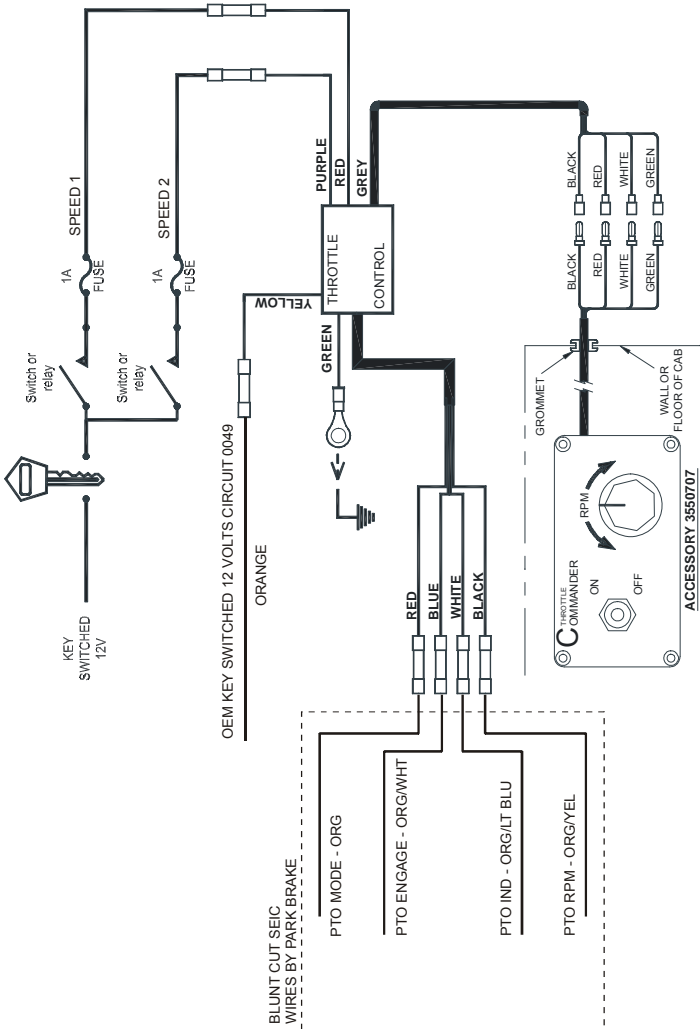 SPEED 1
SPEED 2
1A
FUSE
1A
FUSE
Switch or
relay
Switch or
relay
KEY
SWITCHED
12V
PURPLE
RED
GREY
YELLOW
THROTTLE
CONTROL
GREEN
OEM KEY SWITCHED 12 VOLTS CIRCUIT 0049
ORANGE
BLACK
RED
WHITE
GREEN
BLACK
RED
WHITE
GREEN
GROMMET
WALL OR
FLOOR OF CAB
RED
BLUE
WHITE
BLACK
THROTTLE
COMMANDER
RPM
ON
OFF
ACCESSORY 3550707
BLUNT CUT SEIC
WIRES BY PARK BRAKE
PTO MODE - ORG
PTO ENGAGE - ORG/WHT
PTO IND - ORG/LT BLU
PTO RPM - ORG/YEL